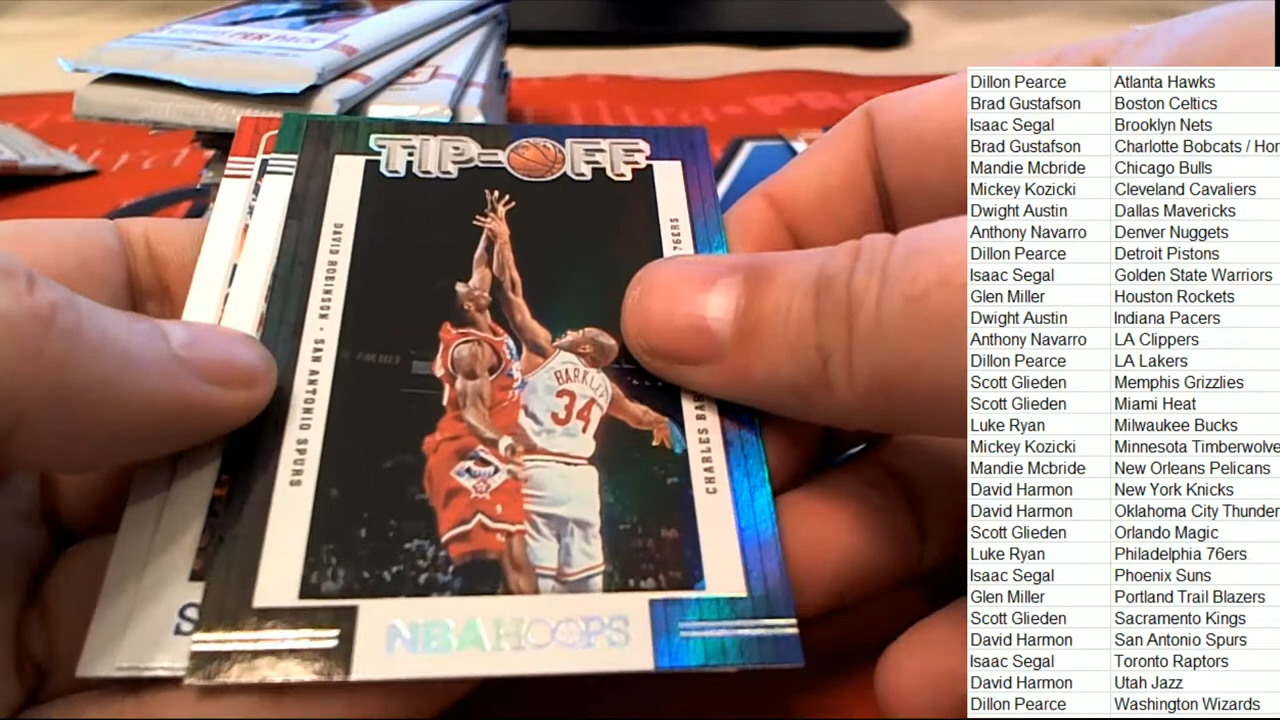 CARDS PER PACK
TIP-OFF
DAVID ROBINSON • SAN ANTONIO SPURS
76ERS
CHARLES
BARKLEY
34
NBA HOOPS
Dillon Pearce Atlanta Hawks
Brad Gustafson Boston Celtics
Isaac Segal Brooklyn Nets
Brad Gustafson Charlotte Bobcats / Hor
Mandie Mcbride Chicago Bulls
Mickey Kozicki Cleveland Cavaliers
Dwight Austin Dallas Mavericks
Anthony Navarro Denver Nuggets
Dillon Pearce Detroit Pistons
Isaac Segal Golden State Warriors
Glen Miller Houston Rockets
Dwight Austin Indiana Pacers
Anthony Navarro LA Clippers
Dillon Pearce LA Lakers
Scott Glieden Memphis Grizzlies
Scott Glieden Miami Heat
Luke Ryan Milwaukee Bucks
Mickey Kozicki Minnesota Timberwolve
Mandie Mcbride New Orleans Pelicans
David Harmon New York Knicks
David Harmon Oklahoma City Thunder
Scott Glieden Orlando Magic
Luke Ryan Philadelphia 76ers
Isaac Segal Phoenix Suns
Glen Miller Portland Trail Blazers
Scott Glieden Sacramento Kings
David Harmon San Antonio Spurs
Isaac Segal Toronto Raptors
David Harmon Utah Jazz
Dillon Pearce Washington Wizards